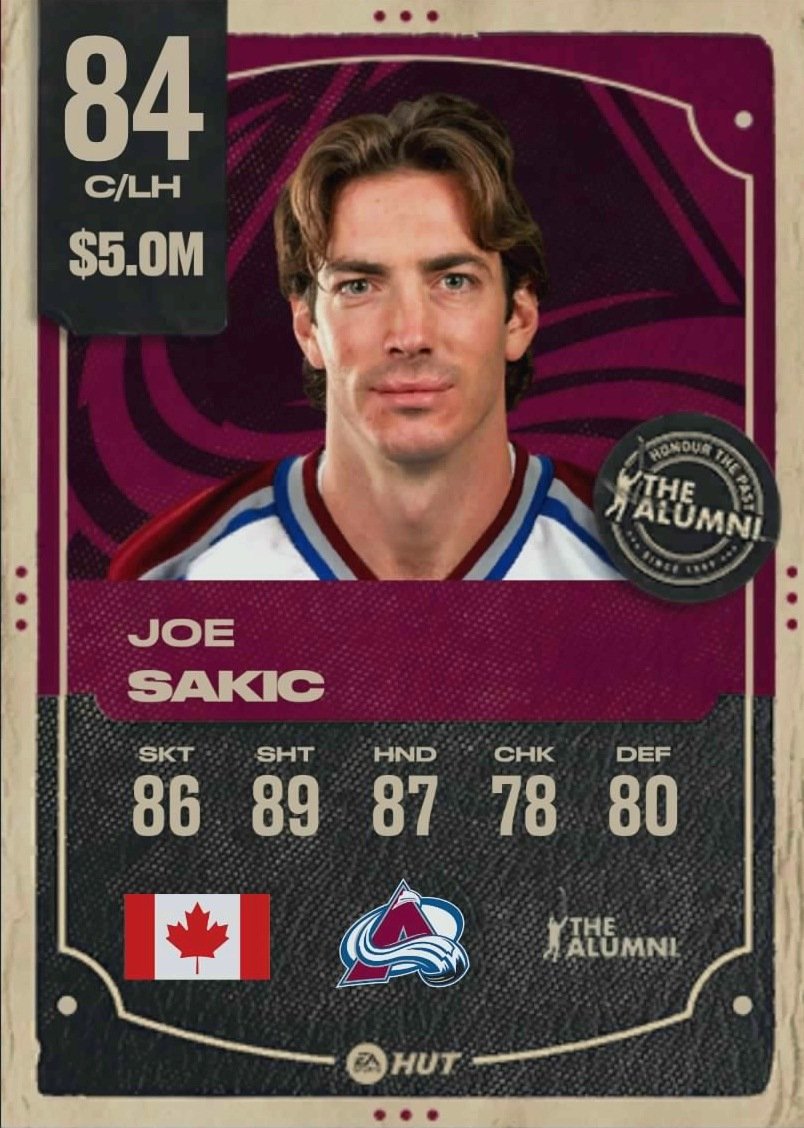 84
C/LH
$5.0M
HONOUR THE PAST
THE
ALUMNI
JOE
SAKIC
SKT SHT HND CHK DEF
86 89 87 78 80
A
THE
ALUMNI
EA HUT